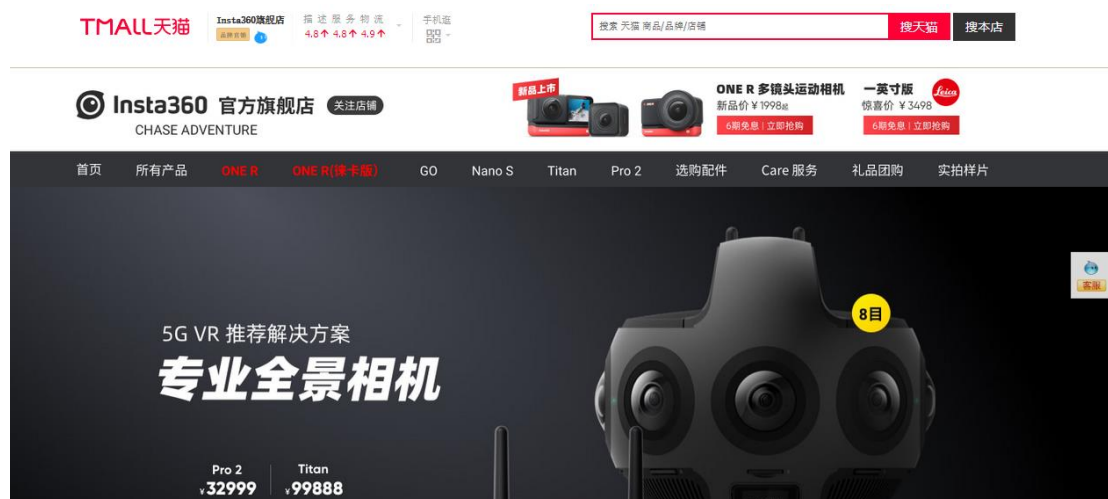 TMALL天猫
Insta360旗舰店
品牌直销
描 述 服 务 物 流
4.8 4.8 4.9
手机逛
搜索 天猫 商品/品牌/店铺
搜天猫
搜本店
Insta360 官方旗舰店
关注店铺
CHASE ADVENTURE
新品上市
ONE R 多镜头运动相机
新品价 ¥ 1998起
6期免息 | 立即抢购
一英寸版
Leica
惊喜价 ¥ 3498
6期免息 | 立即抢购
首页 所有产品 ONE R ONE R(徕卡版) GO Nano S Titan Pro 2 选购配件 Care 服务 礼品团购 实拍样片
8目
客服
5G VR 推荐解决方案
专业全景相机
Pro 2 Titan
¥32999 ¥99888